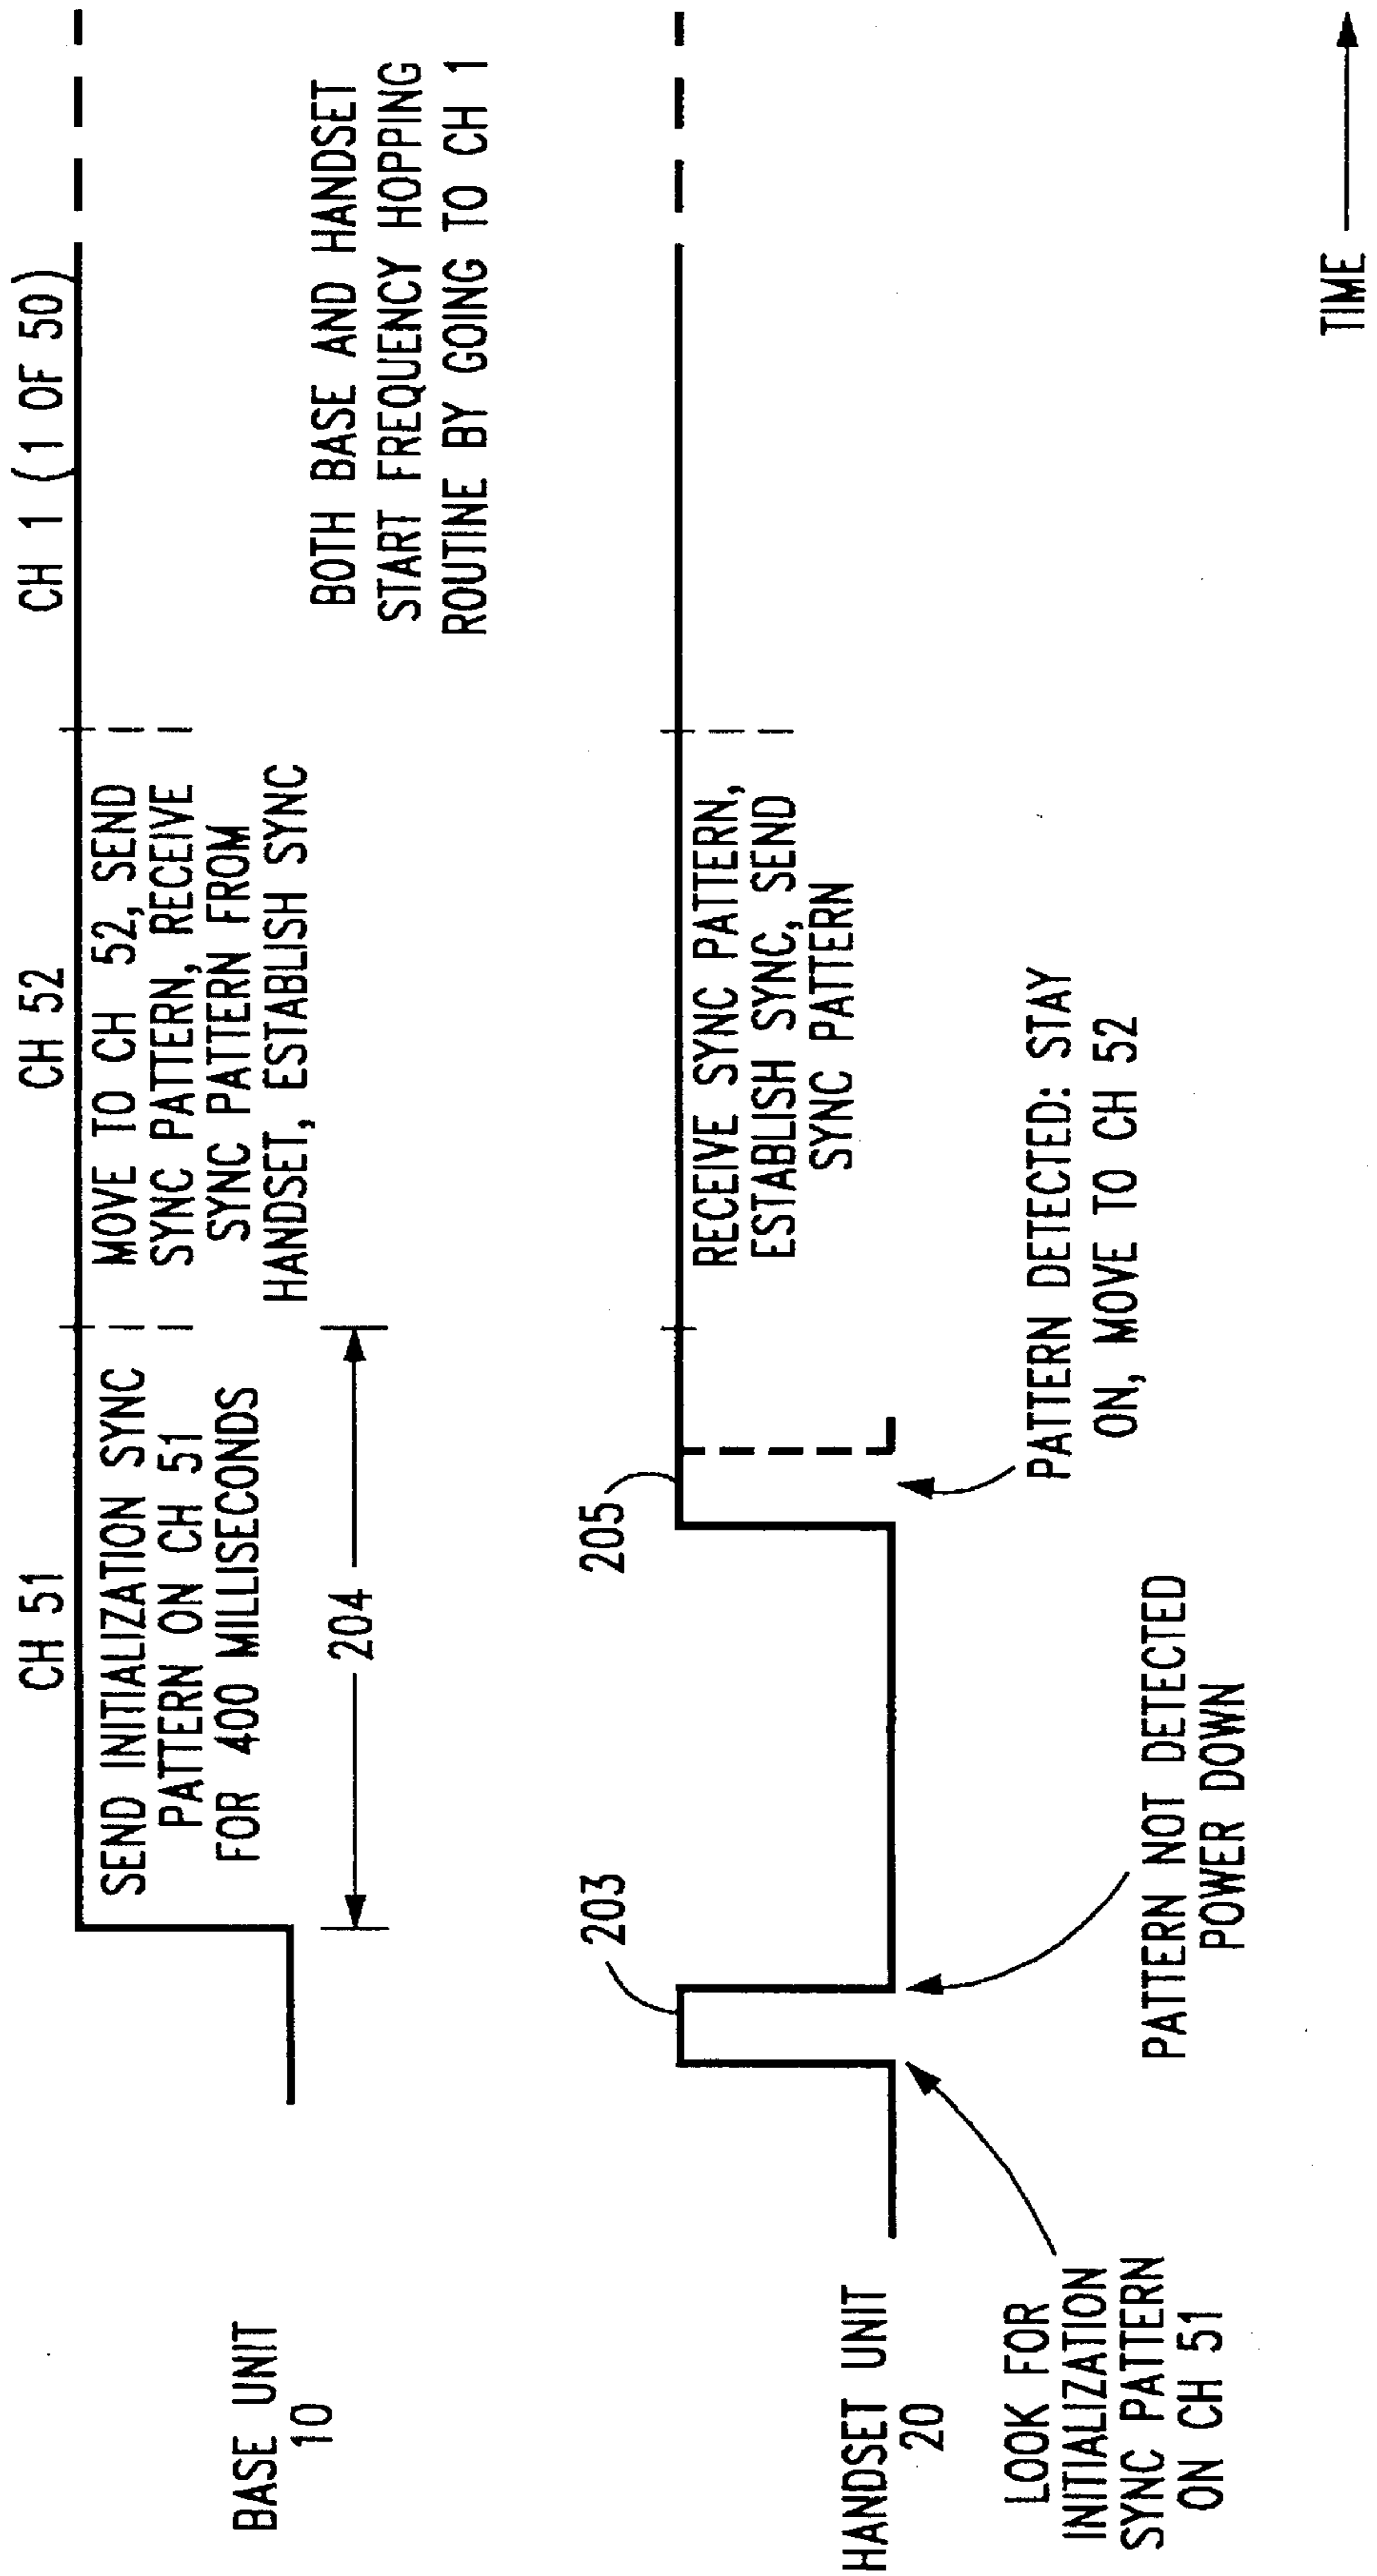 CH 51
CH 52
CH 1 (1 OF 50)
BASE UNIT
10
SEND INITIALIZATION SYNC
PATTERN ON CH 51
FOR 400 MILLISECONDS
204
MOVE TO CH 52, SEND
SYNC PATTERN, RECEIVE
SYNC PATTERN FROM
HANDSET, ESTABLISH SYNC
BOTH BASE AND HANDSET
START FREQUENCY HOPPING
ROUTINE BY GOING TO CH 1
HANDSET UNIT
20
203
205
RECEIVE SYNC PATTERN,
ESTABLISH SYNC, SEND
SYNC PATTERN
LOOK FOR
INITIALIZATION
SYNC PATTERN
ON CH 51
PATTERN NOT DETECTED
POWER DOWN
PATTERN DETECTED: STAY
ON, MOVE TO CH 52
TIME